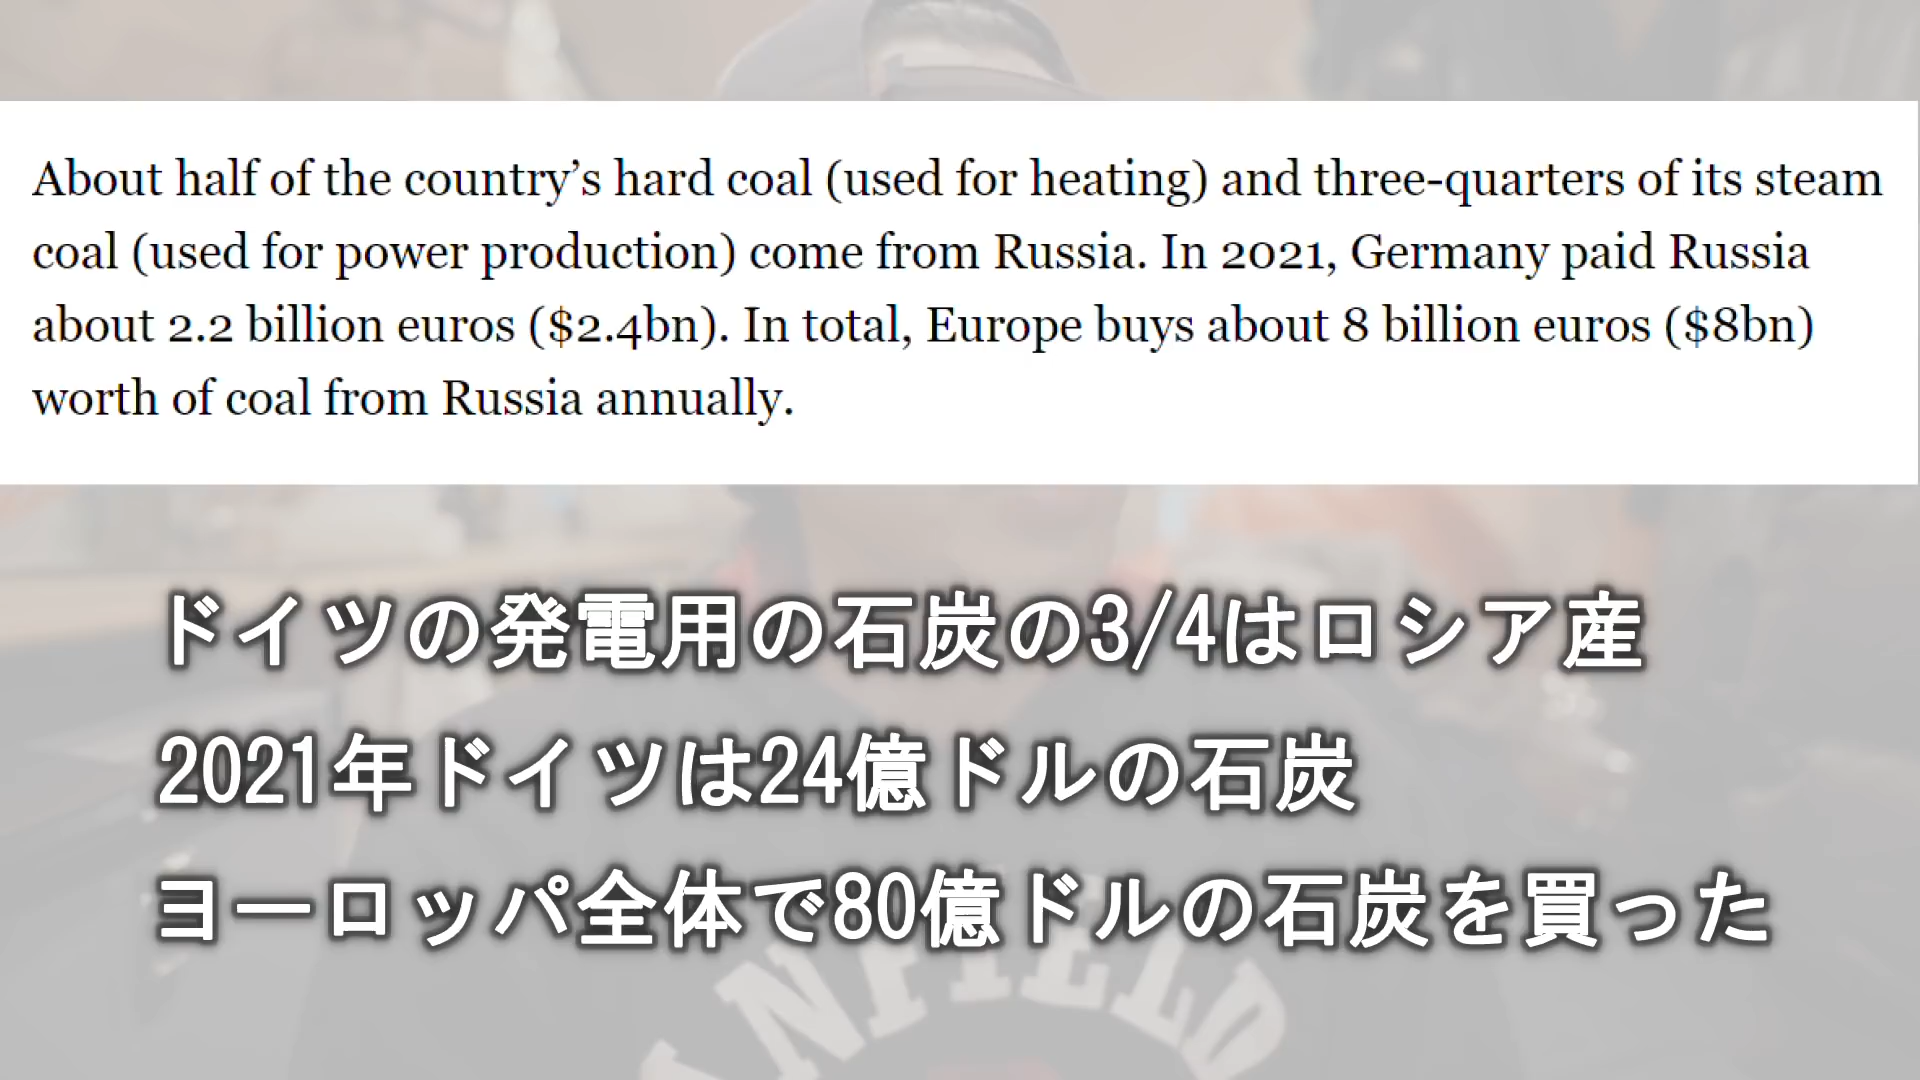 About half of the country’s hard coal (used for heating) and three-quarters of its steam
coal (used for power production) come from Russia. In 2021, Germany paid Russia
about 2.2 billion euros ($2.4bn). In total, Europe buys about 8 billion euros ($8bn)
worth of coal from Russia annually.
ドイツの発電用の石炭の3/4はロシア産
2021年ドイツは24億ドルの石炭
ヨーロッパ全体で80億ドルの石炭を買った